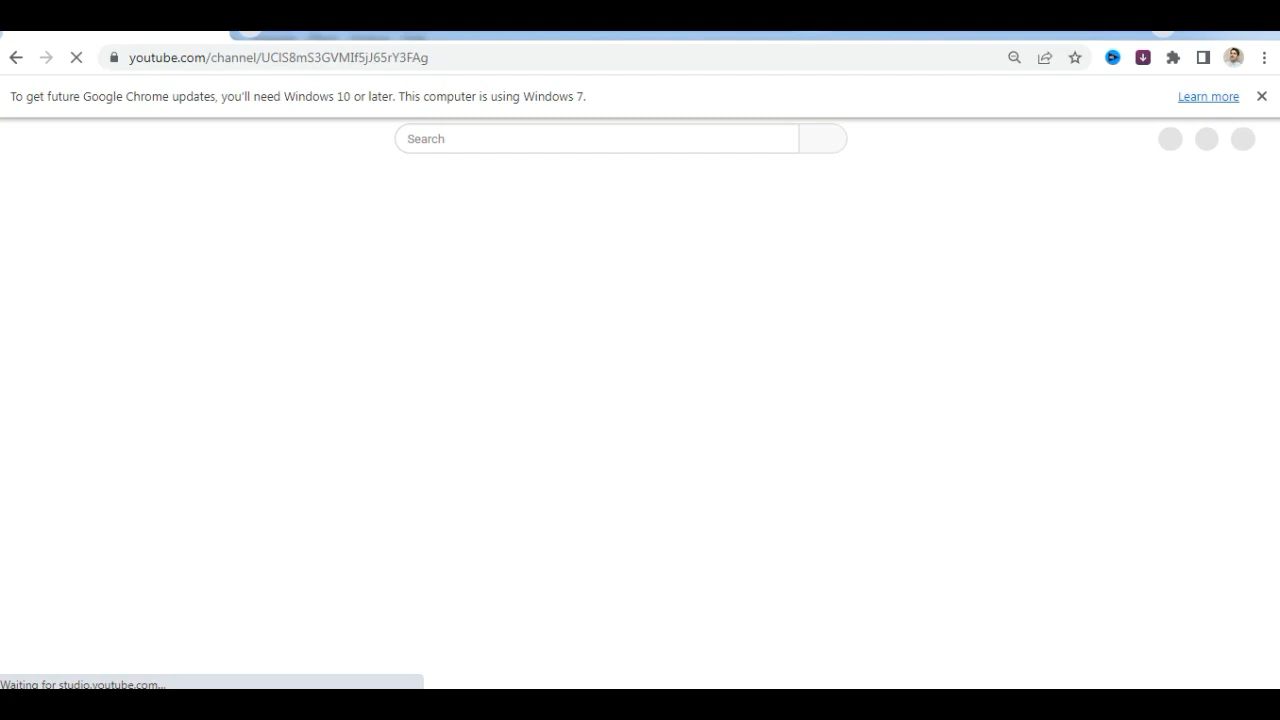 youtube.com/channel/UClS8mS3GVMIf5jJ65rY3FAg
To get future Google Chrome updates, you'll need Windows 10 or later. This computer is using Windows 7.
Learn more
Search
Waiting for studio.youtube.com...